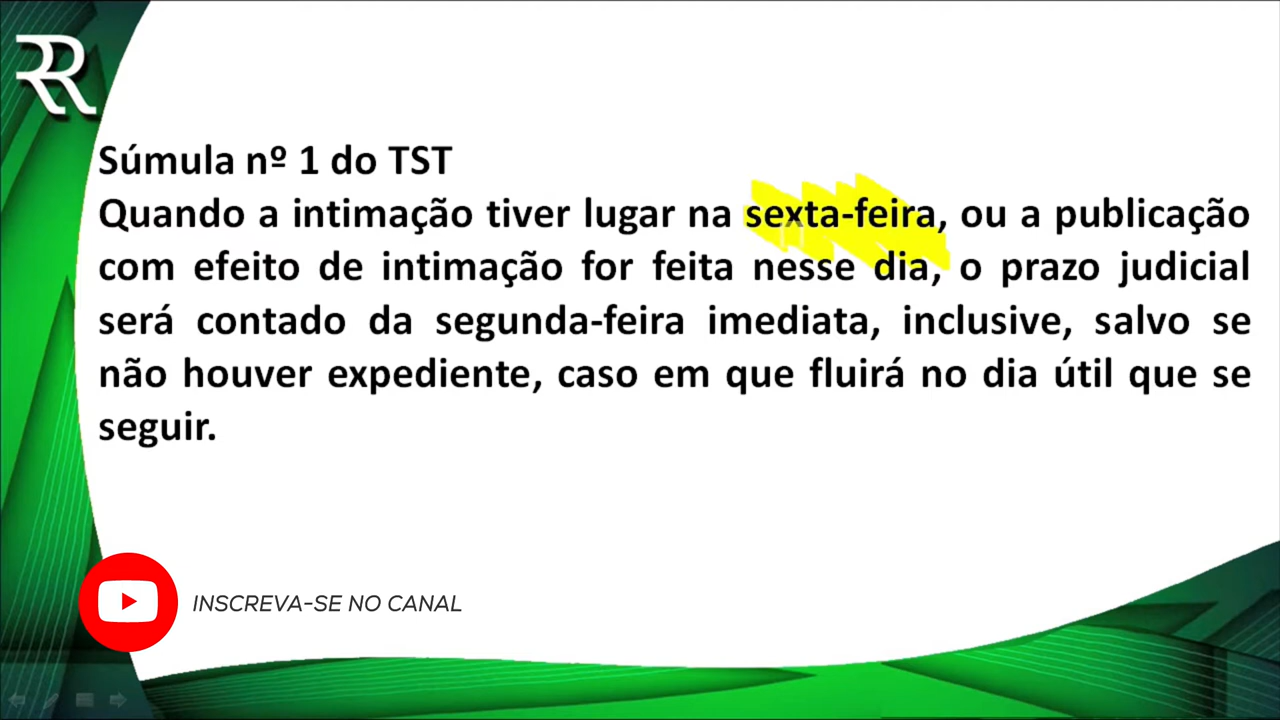 RR
Súmula nº 1 do TST
Quando a intimação tiver lugar na sexta-feira, ou a publicação
com efeito de intimação for feita nesse dia, o prazo judicial
será contado da segunda-feira imediata, inclusive, salvo se
não houver expediente, caso em que fluirá no dia útil que se
seguir.
INSCREVA-SE NO CANAL